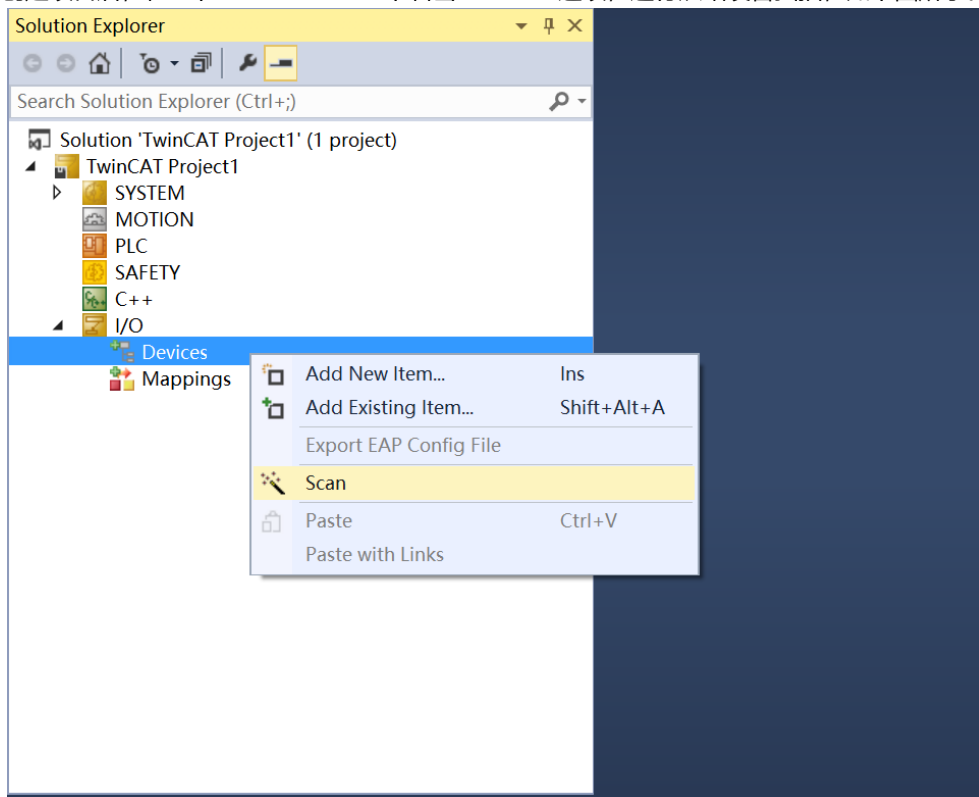 Solution Explorer
Search Solution Explorer (Ctrl+;)
Solution 'TwinCAT Project1' (1 project)
TwinCAT Project1
SYSTEM
MOTION
PLC
SAFETY
C++
I/O
Devices
Mappings
Add New Item... Ins
Add Existing Item... Shift+Alt+A
Export EAP Config File
Scan
Paste Ctrl+V
Paste with Links